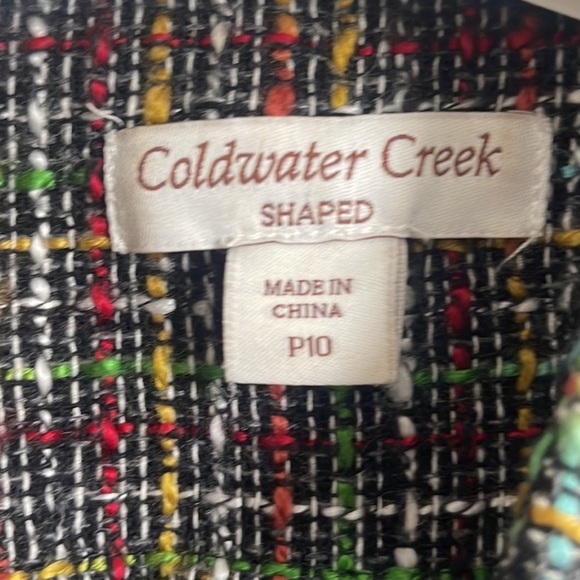 Coldwater Creek
SHAPED
MADE IN
CHINA
P10